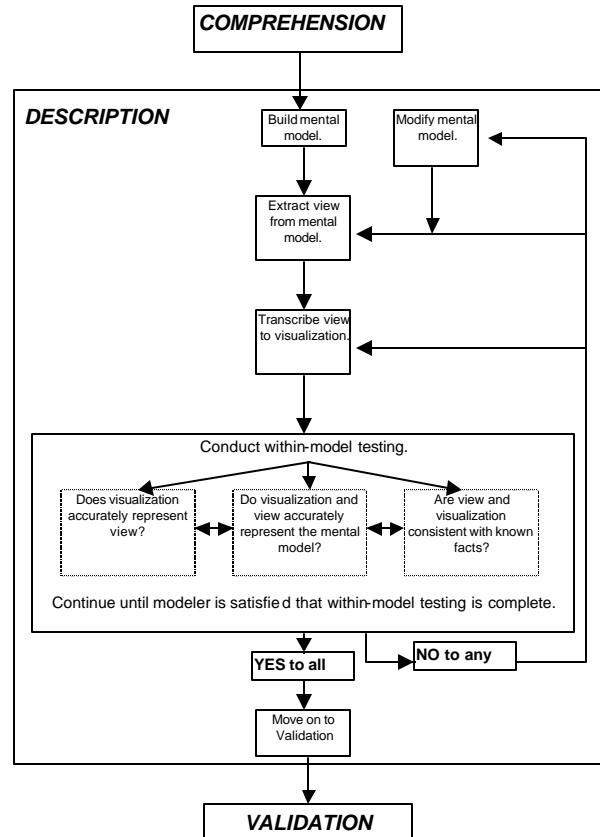 COMPREHENSION
DESCRIPTION
Build mental
model.
Modify mental
model.
Extract view
from mental
model.
Transcribe view
to visualization.
Conduct within-model testing.
Does visualization
accurately represent
view?
Do visualization and
view accurately
represent the mental
model?
Are view and
visualization
consistent with known
facts?
Continue until modeler is satisfied that within-model testing is complete.
YES to all
NO to any
Move on to
Validation
VALIDATION